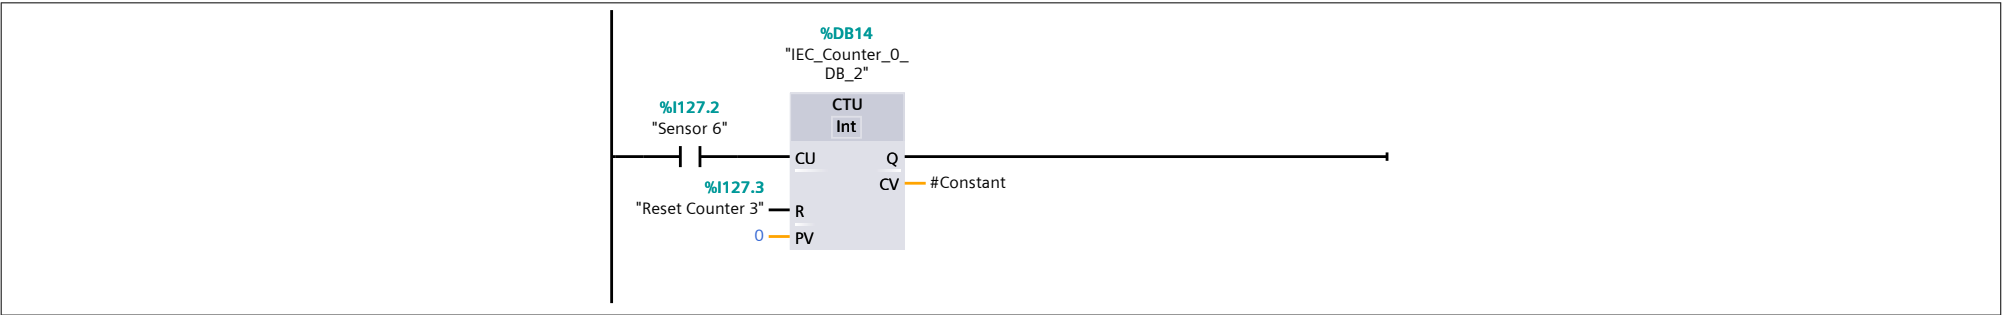 %DB14
"IEC_Counter_0_
DB_2"
%I127.2
"Sensor 6"
CTU
Int
CU
Q
CV
#Constant
%I127.3
"Reset Counter 3"
R
0
PV